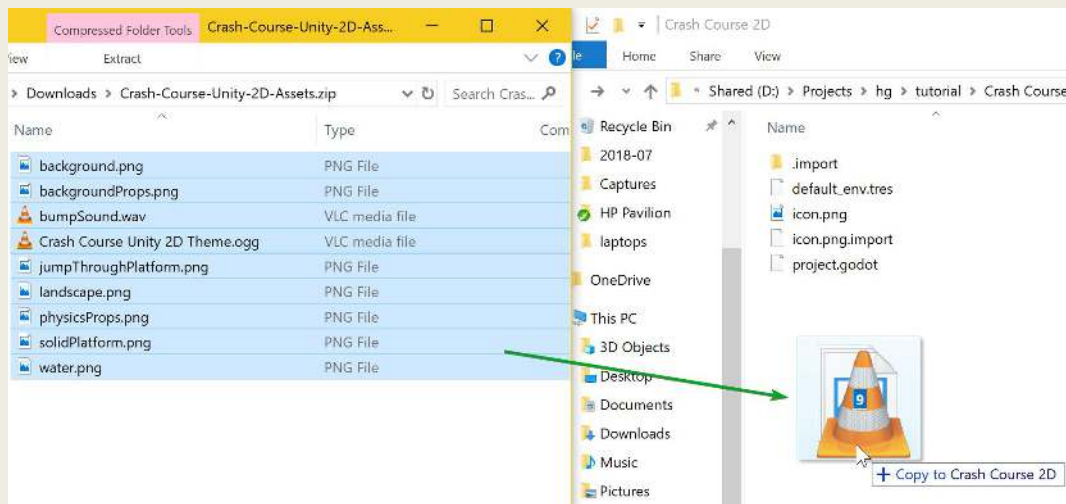 Compressed Folder Tools Crash-Course-Unity-2D-Ass...
iew Extract
Downloads Crash-Course-Unity-2D-Assets.zip Search Cras...
Name Type Com
background.png PNG File
backgroundProps.png PNG File
bumpSound.wav VLC media file
Crash Course Unity 2D Theme.ogg VLC media file
jumpThroughPlatform.png PNG File
landscape.png PNG File
physicsProps.png PNG File
solidPlatform.png PNG File
water.png PNG File
Crash Course 2D
le Home Share View
Shared (D:) Projects hg tutorial Crash Course
Recycle Bin
2018-07
Captures
HP Pavilion
laptops
OneDrive
This PC
3D Objects
Desktop
Documents
Downloads
Music
Pictures
Name
.import
default_env.tres
icon.png
icon.png.import
project.godot
9
+ Copy to Crash Course 2D